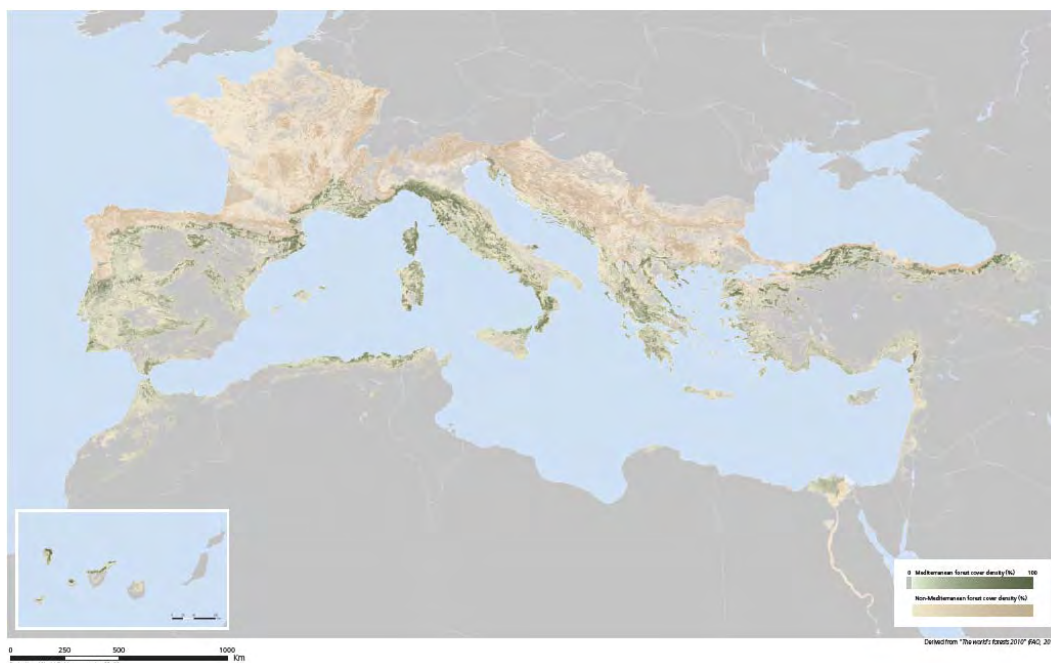 0 Mediterranean forest cover density (%) 100
Non-Mediterranean forest cover density (%)
Derived from "The world's forests 2010" (FAO, 20
0 250 500 1000 Km